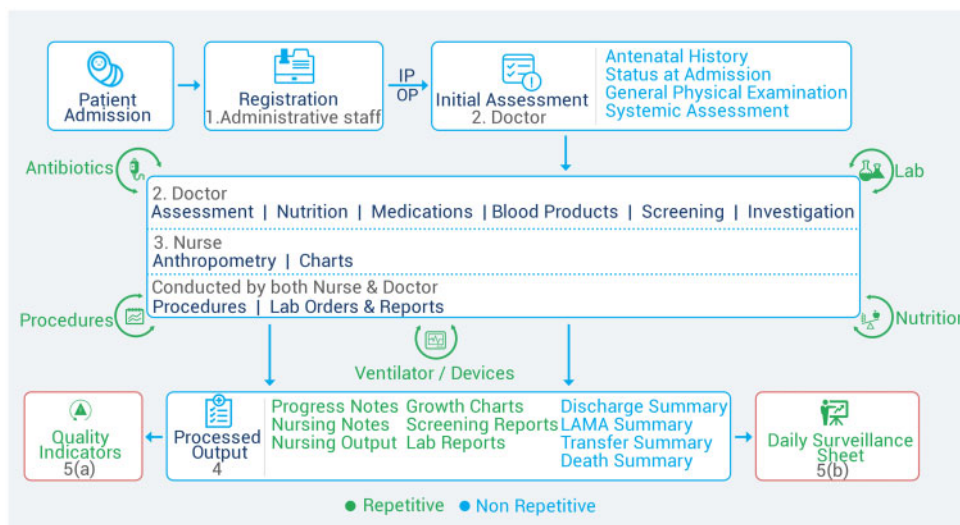 Patient
Admission
Registration
1.Administrative staff
IP
OP
Initial Assessment
2. Doctor
Antenatal History
Status at Admission
General Physical Examination
Systemic Assessment
Antibiotics
Lab
2. Doctor
Assessment | Nutrition | Medications | Blood Products | Screening | Investigation
3. Nurse
Anthropometry | Charts
Conducted by both Nurse & Doctor
Procedures | Lab Orders & Reports
Procedures
Nutrition
Ventilator / Devices
Quality
Indicators
5(a)
Processed
Output
4
Progress Notes
Nursing Notes
Nursing Output
Growth Charts
Screening Reports
Lab Reports
Discharge Summary
LAMA Summary
Transfer Summary
Death Summary
Daily Surveillance
Sheet
5(b)
Repetitive
Non Repetitive